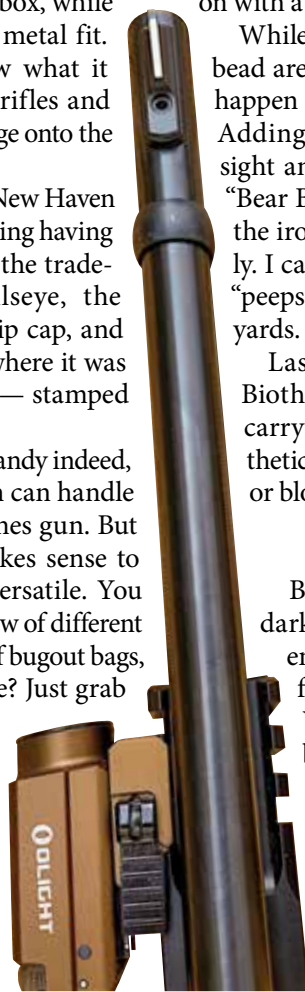 box, while
metal fit.
w what it
rifles and
ge onto the
New Haven
ing having
the trade-
llseye, the
ip cap, and
where it was
— stamped
andy indeed,
n can handle
nes gun. But
kes sense to
ersatile. You
w of different
f bugout bags,
e? Just grab
OLIGHT
on with a
While
bead are
happen
Adding
sight an
"Bear B
the iro
ly. I ca
"peeps
yards.
Las
Bioth
carry
thetic
or blo
B
dark
en
f